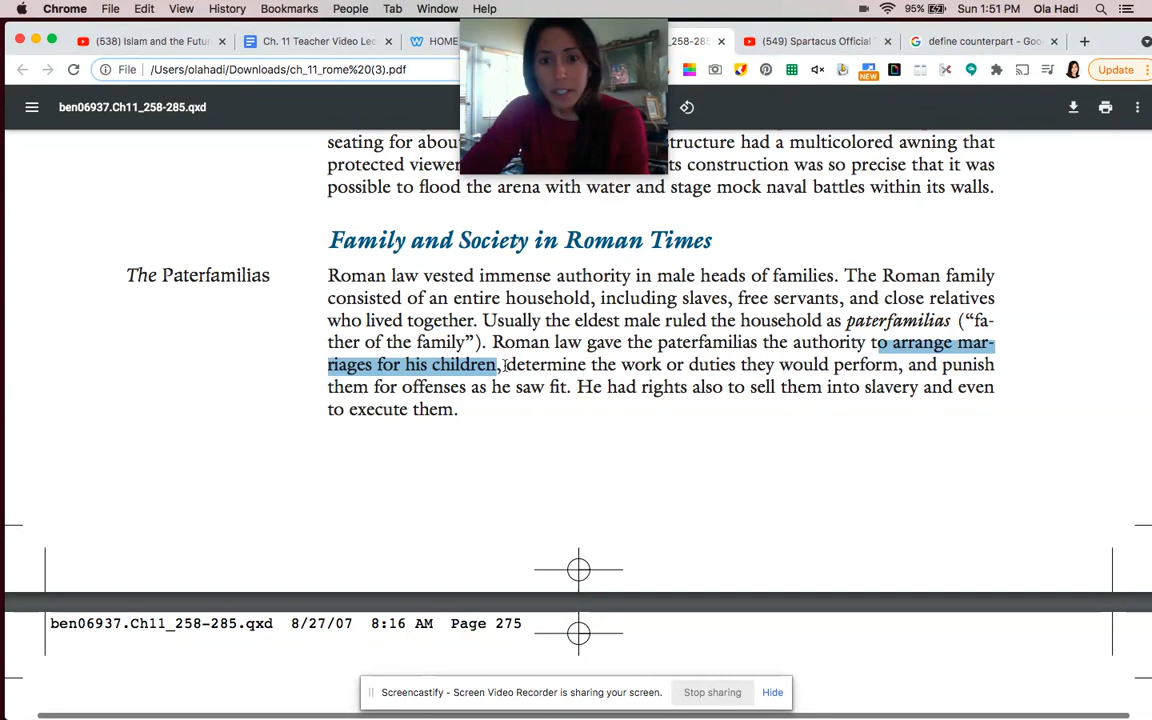 Chrome File Edit View History Bookmarks People Tab Window Help 95% Sun 1:51 PM Ola Hadi
(538) Islam and the Futu Ch. 11 Teacher Video Lec HOME 258-285. (549) Spartacus Official define counterpart - Goo
File /Users/olahadi/Downloads/ch_11_rome%20(3).pdf NEW Update
ben06937.Ch11_258-285.qxd
seating for abou structure had a multicolored awning that
protected viewer ts construction was so precise that it was
possible to flood the arena with water and stage mock naval battles within its walls.
Family and Society in Roman Times
The Paterfamilias
Roman law vested immense authority in male heads of families. The Roman family
consisted of an entire household, including slaves, free servants, and close relatives
who lived together. Usually the eldest male ruled the household as paterfamilias (“fa-
ther of the family”). Roman law gave the paterfamilias the authority to arrange mar-
riages for his children, determine the work or duties they would perform, and punish
them for offenses as he saw fit. He had rights also to sell them into slavery and even
to execute them.
ben06937.Ch11_258-285.qxd 8/27/07 8:16 AM Page 275
Screencastify - Screen Video Recorder is sharing your screen. Stop sharing Hide